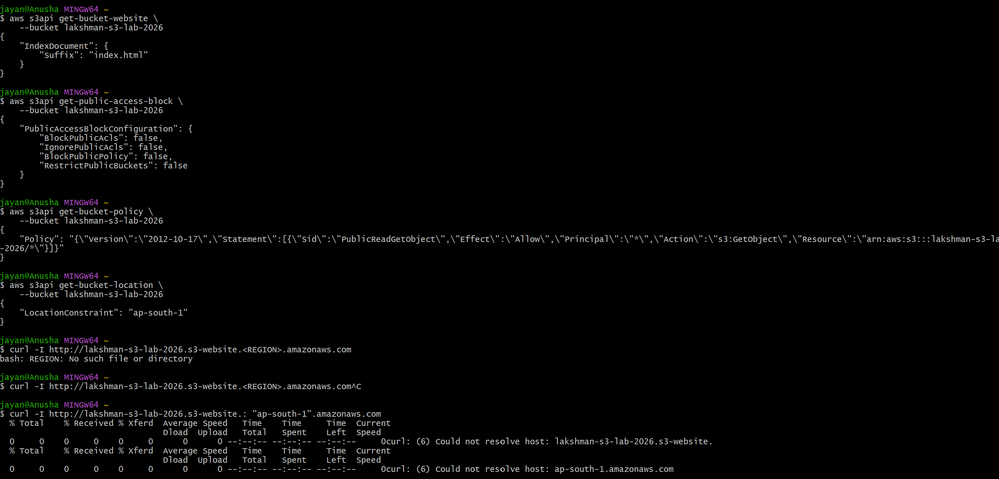 jayan@Anusha MINGW64 ~
$ aws s3api get-bucket-website \
    --bucket lakshman-s3-lab-2026
{
    "IndexDocument": {
        "Suffix": "index.html"
    }
}

jayan@Anusha MINGW64 ~
$ aws s3api get-public-access-block \
    --bucket lakshman-s3-lab-2026
{
    "PublicAccessBlockConfiguration": {
        "BlockPublicAcls": false,
        "IgnorePublicAcls": false,
        "BlockPublicPolicy": false,
        "RestrictPublicBuckets": false
    }
}

jayan@Anusha MINGW64 ~
$ aws s3api get-bucket-policy \
    --bucket lakshman-s3-lab-2026
{
    "Policy": "{\"Version\":\"2012-10-17\",\"Statement\":[{\"Sid\":\"PublicReadGetObject\",\"Effect\":\"Allow\",\"Principal\":\"*\",\"Action\":\"s3:GetObject\",\"Resource\":\"arn:aws:s3:::lakshman-s3-la
-2026/*\"}]}"
}

jayan@Anusha MINGW64 ~
$ aws s3api get-bucket-location \
    --bucket lakshman-s3-lab-2026
{
    "LocationConstraint": "ap-south-1"
}

jayan@Anusha MINGW64 ~
$ curl -I http://lakshman-s3-lab-2026.s3-website.<REGION>.amazonaws.com
bash: REGION: No such file or directory

jayan@Anusha MINGW64 ~
$ curl -I http://lakshman-s3-lab-2026.s3-website.<REGION>.amazonaws.com^C

jayan@Anusha MINGW64 ~
$ curl -I http://lakshman-s3-lab-2026.s3-website.: "ap-south-1".amazonaws.com
  % Total    % Received % Xferd  Average Speed   Time    Time     Time  Current
                                 Dload  Upload   Total   Spent    Left  Speed
  0     0    0     0    0     0      0      0 --:--:-- --:--:-- --:--:--     0curl: (6) Could not resolve host: lakshman-s3-lab-2026.s3-website.
  % Total    % Received % Xferd  Average Speed   Time    Time     Time  Current
                                 Dload  Upload   Total   Spent    Left  Speed
  0     0    0     0    0     0      0      0 --:--:-- --:--:-- --:--:--     0curl: (6) Could not resolve host: ap-south-1.amazonaws.com